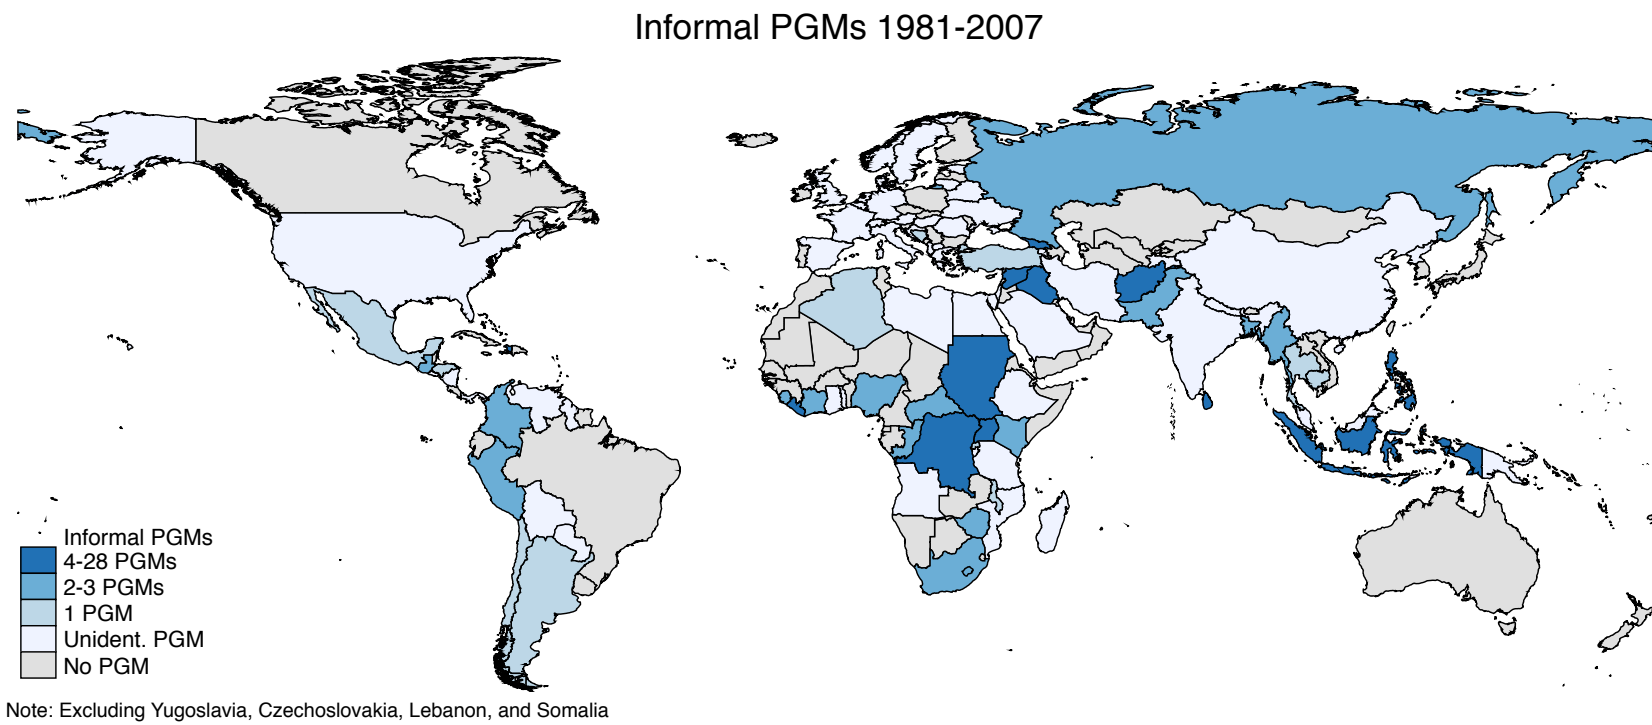 Informal PGMs 1981-2007
Informal PGMs
4-28 PGMs
2-3 PGMs
1 PGM
Unident. PGM
No PGM
Note: Excluding Yugoslavia, Czechoslovakia, Lebanon, and Somalia